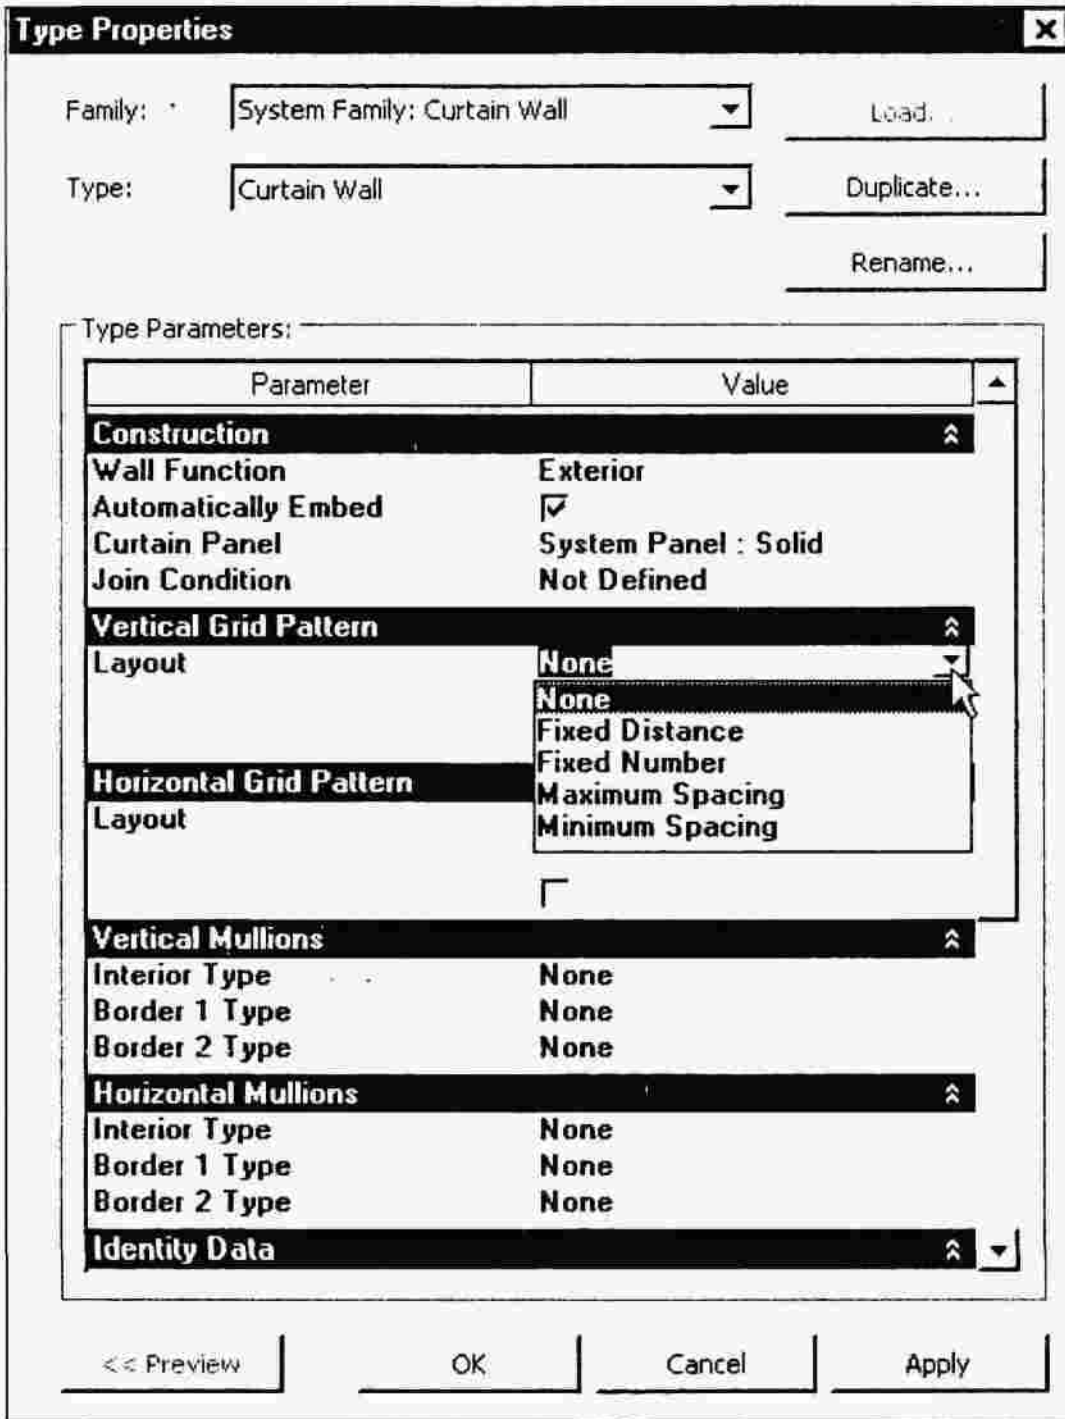 Type Properties
Family: System Family: Curtain Wall Load...
Type: Curtain Wall Duplicate...
Rename...
Type Parameters:
Parameter Value
Construction
Wall Function Exterior
Automatically Embed
Curtain Panel System Panel : Solid
Join Condition Not Defined
Vertical Grid Pattern
Layout None
None
Fixed Distance
Fixed Number
Horizontal Grid Pattern
Maximum Spacing
Layout
Minimum Spacing
Vertical Mullions
Interior Type None
Border 1 Type None
Border 2 Type None
Horizontal Mullions
Interior Type None
Border 1 Type None
Border 2 Type None
Identity Data
<< Preview OK Cancel Apply